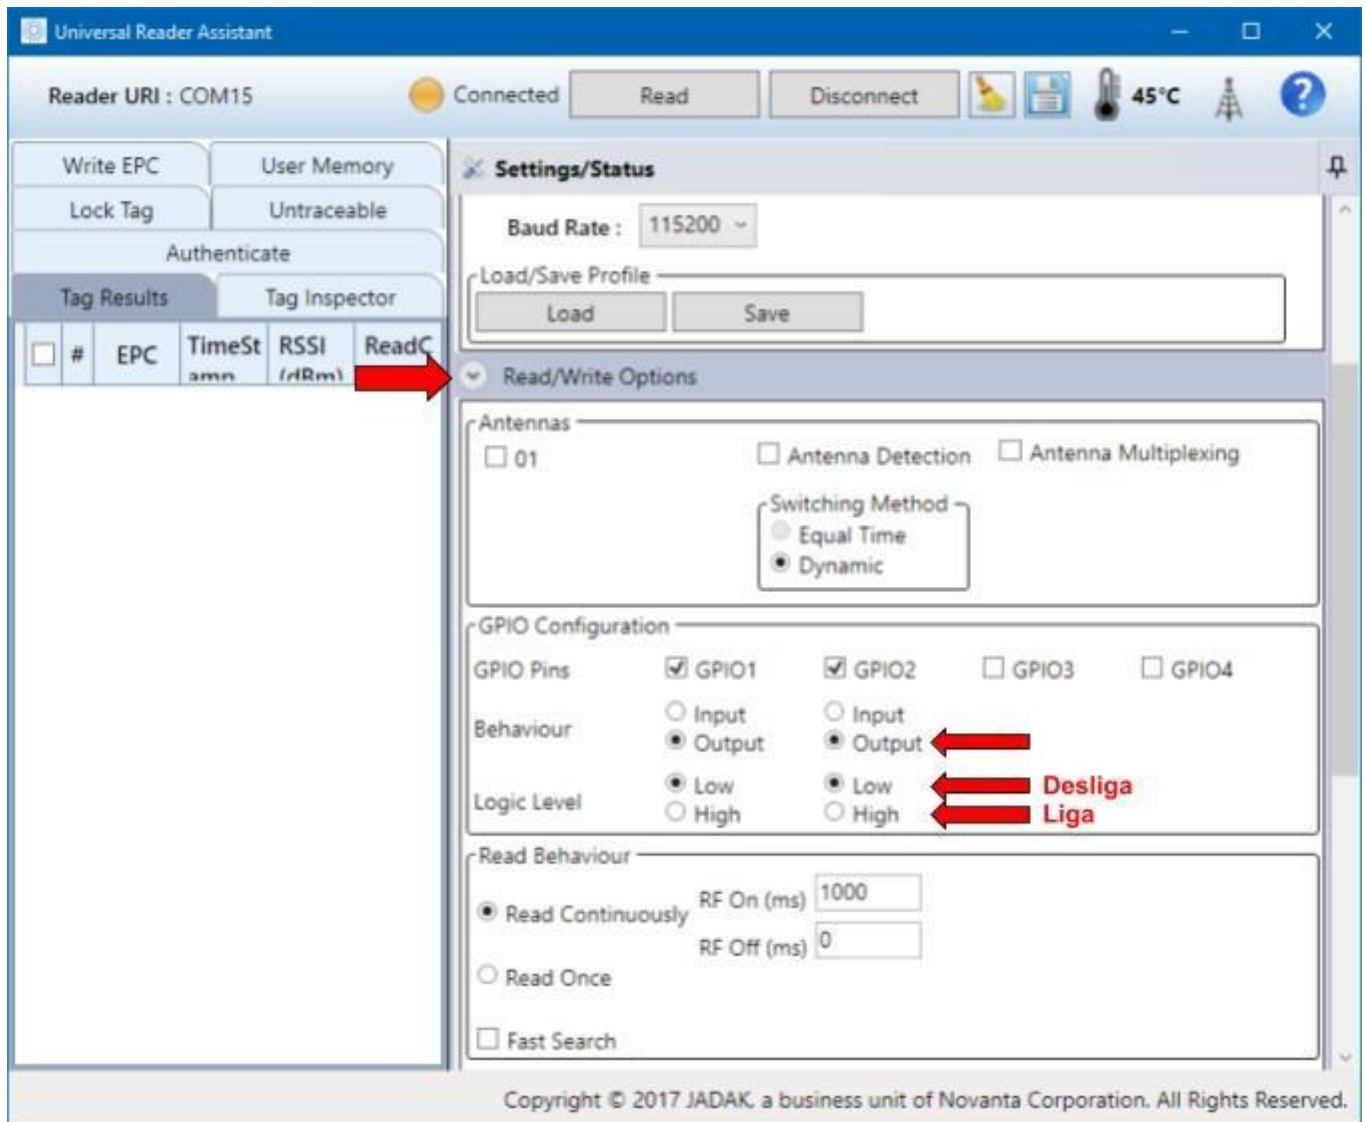 Universal Reader Assistant
Reader URI : COM15
Connected
Read
Disconnect
45°C
?
Write EPC
User Memory
Lock Tag
Untraceable
Authenticate
Tag Results
Tag Inspector
# EPC TimeSt RSSI ReadC
amp (dBm)
Settings/Status
Baud Rate : 115200
Load/Save Profile
Load
Save
Read/Write Options
Antennas
01
Antenna Detection
Antenna Multiplexing
Switching Method
Equal Time
Dynamic
GPIO Configuration
GPIO Pins GPIO1 GPIO2 GPIO3 GPIO4
Behaviour
Input Input
Output Output
Logic Level
Low Low Desliga
High High Liga
Read Behaviour
Read Continuously
RF On (ms) 1000
RF Off (ms) 0
Read Once
Fast Search
Copyright © 2017 JADAK, a business unit of Novanta Corporation. All Rights Reserved.